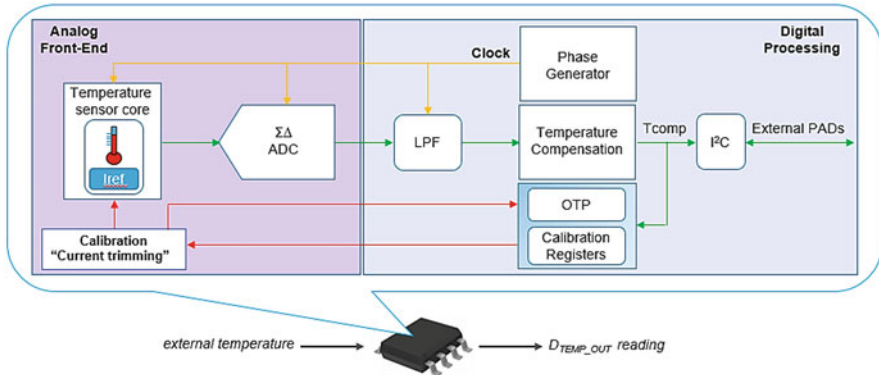 Analog
Front-End
Digital
Processing
Clock
Phase
Generator
Temperature
sensor core
Iref
ΣΔ
ADC
LPF
Temperature
Compensation
Tcomp
I²C
External PADs
OTP
Calibration
Registers
Calibration
“Current trimming”
external temperature
D_TEMP_OUT reading